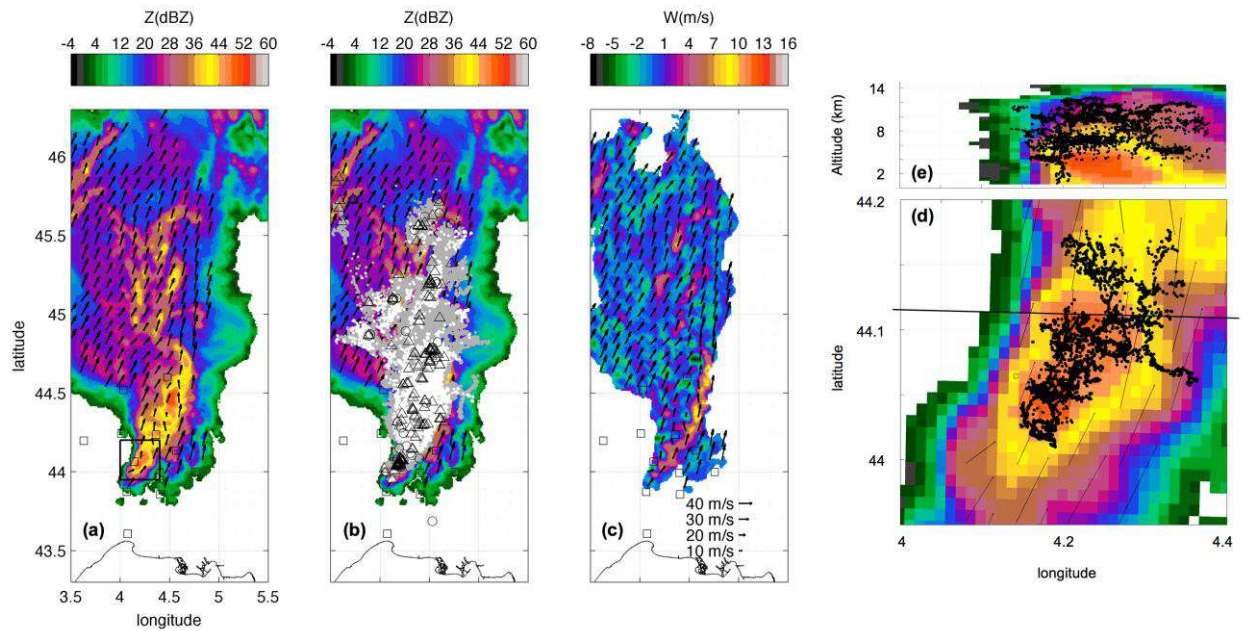 Z(dBZ)
-4 4 12 20 28 36 44 52 60
Z(dBZ)
-4 4 12 20 28 36 44 52 60
W(m/s)
-8 -5 -2 1 4 7 10 13 16
46
45.5
45
44.5
44
43.5
latitude
3.5 4 4.5 5 5.5
longitude
(a)
(b)
(c)
40 m/s
30 m/s
20 m/s
10 m/s
14
8
2
Altitude (km)
(e)
44.2
(d)
44.1
44
latitude
4 4.2 4.4
longitude